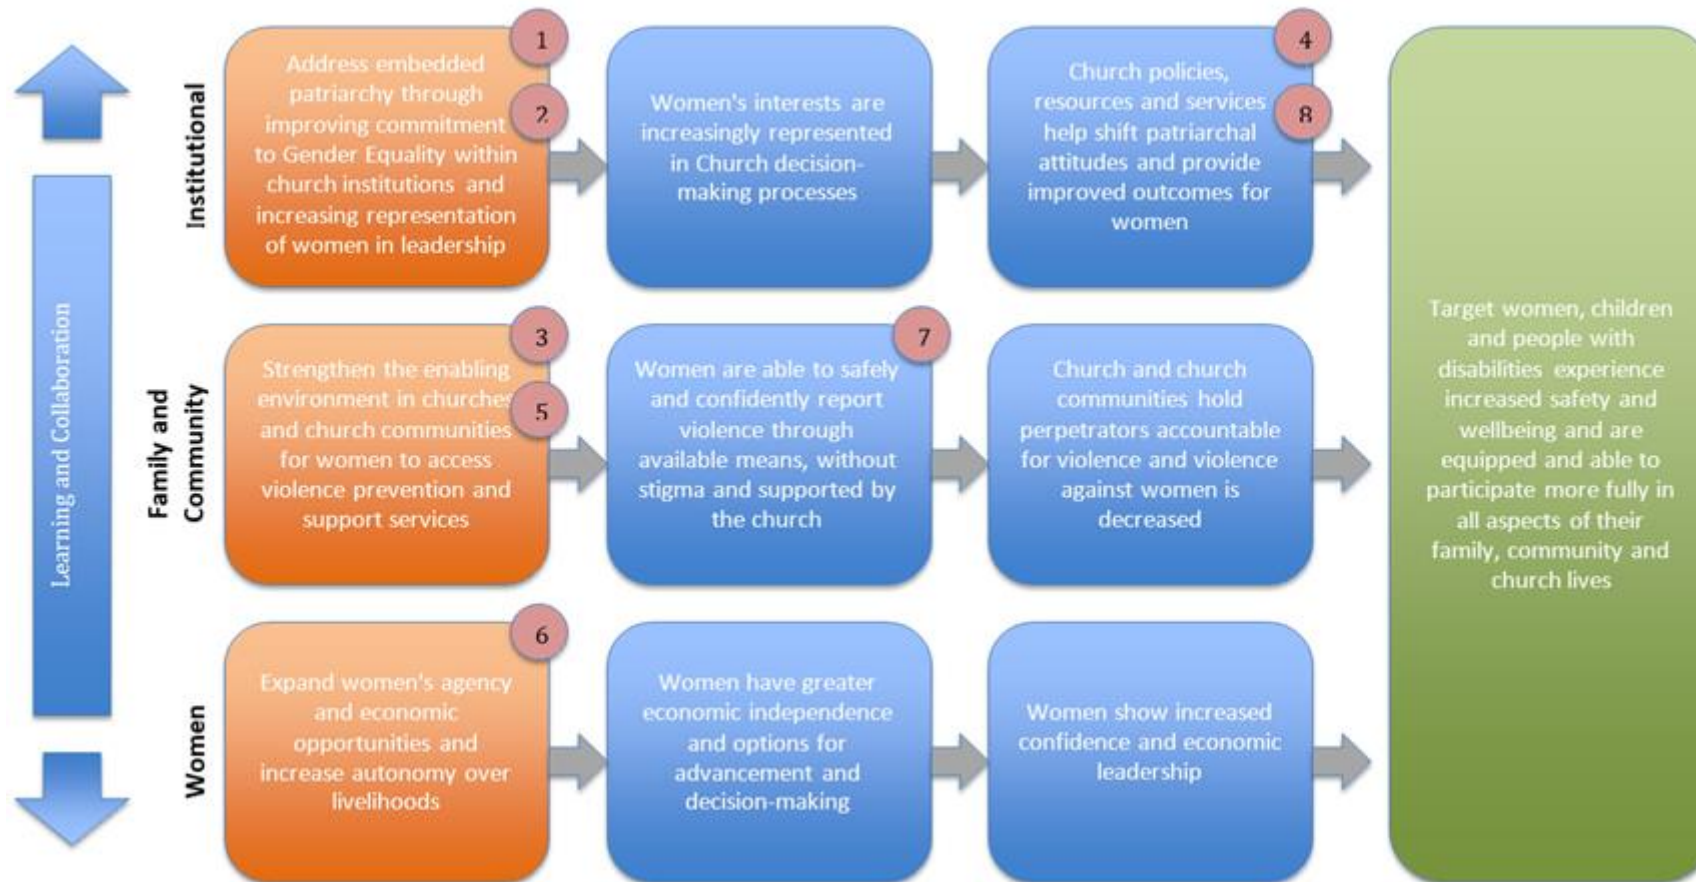 Learning and Collaboration
Institutional
1
2
Address embedded
patriarchy through
improving commitment
to Gender Equality within
church institutions and
increasing representation
of women in leadership
Women's interests are
increasingly represented
in Church decision-
making processes
4
8
Church policies,
resources and services
help shift patriarchal
attitudes and provide
improved outcomes for
women
Family and
Community
3
5
Strengthen the enabling
environment in churches
and church communities
for women to access
violence prevention and
support services
7
Women are able to safely
and confidently report
violence through
available means, without
stigma and supported by
the church
Church and church
communities hold
perpetrators accountable
for violence and violence
against women is
decreased
Women
6
Expand women's agency
and economic
opportunities and
increase autonomy over
livelihoods
Women have greater
economic independence
and options for
advancement and
decision-making
Women show increased
confidence and economic
leadership
Target women, children
and people with
disabilities experience
increased safety and
wellbeing and are
equipped and able to
participate more fully in
all aspects of their
family, community and
church lives